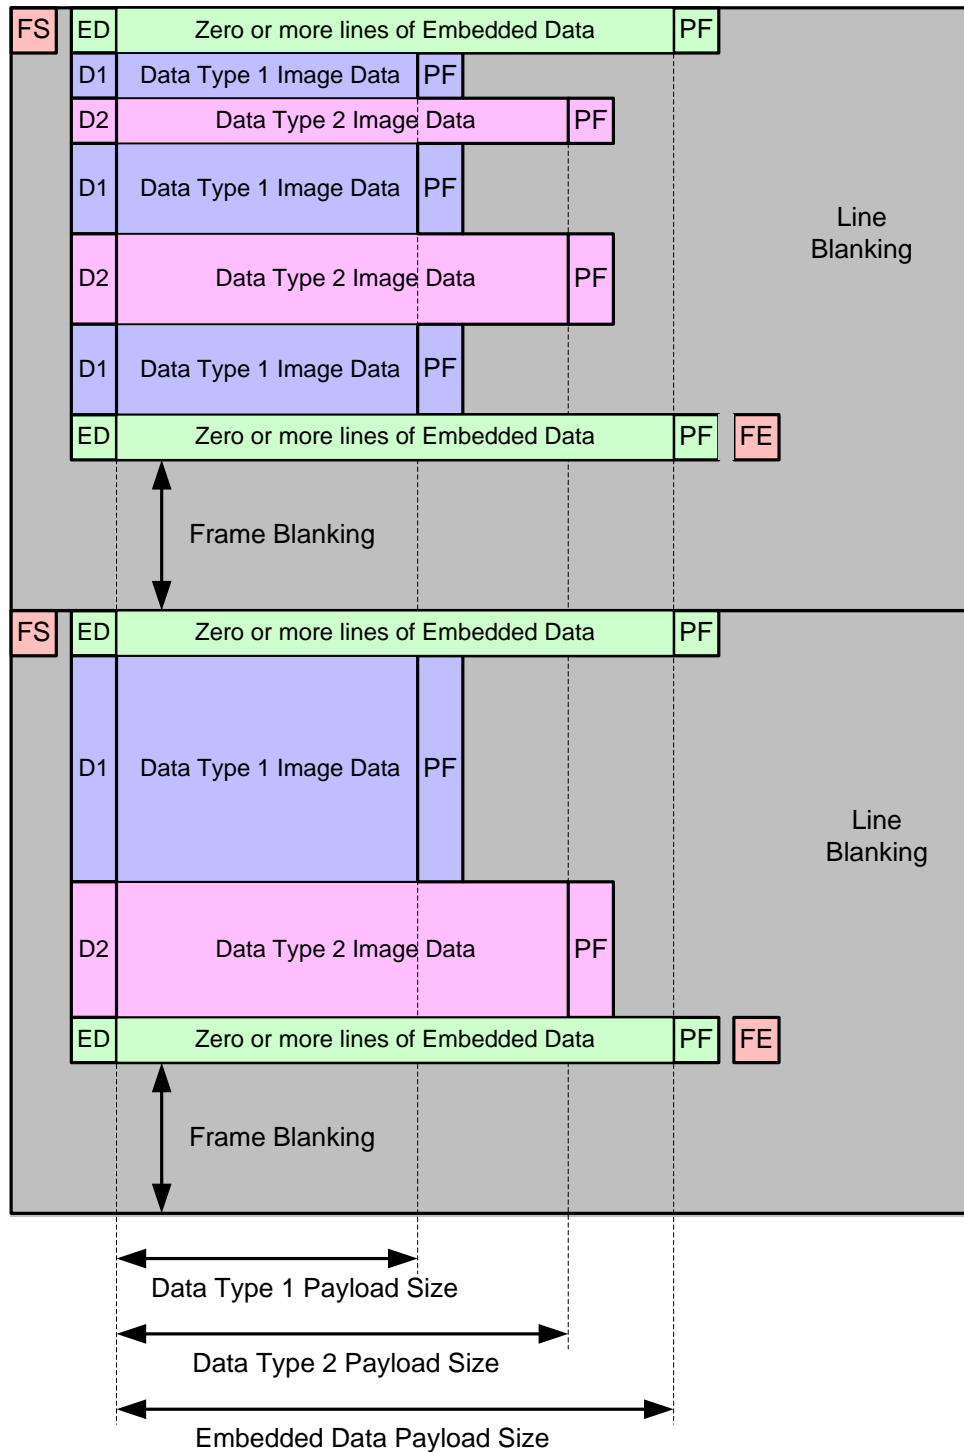 FS ED Zero or more lines of Embedded Data PF
D1 Data Type 1 Image Data PF
D2 Data Type 2 Image Data PF
D1 Data Type 1 Image Data PF
Line
Blanking
D2 Data Type 2 Image Data PF
D1 Data Type 1 Image Data PF
ED Zero or more lines of Embedded Data PF FE
Frame Blanking
FS ED Zero or more lines of Embedded Data PF
D1 Data Type 1 Image Data PF
Line
Blanking
D2 Data Type 2 Image Data PF
ED Zero or more lines of Embedded Data PF FE
Frame Blanking
Data Type 1 Payload Size
Data Type 2 Payload Size
Embedded Data Payload Size